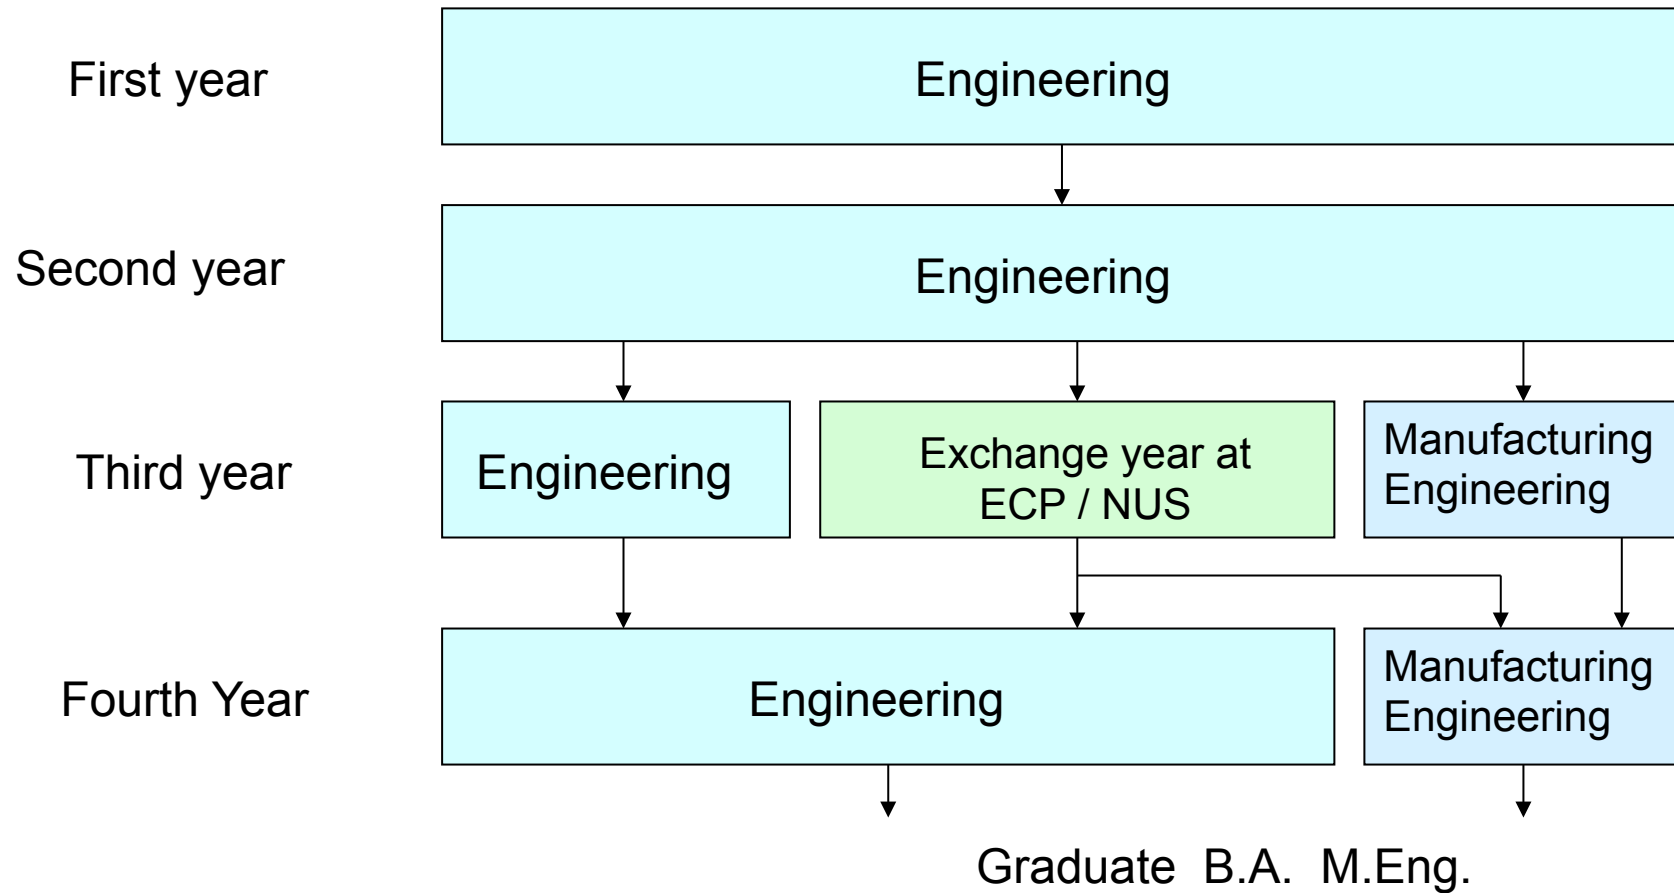 First year
Engineering
Second year
Engineering
Third year
Engineering
Exchange year at
ECP / NUS
Manufacturing
Engineering
Fourth Year
Engineering
Manufacturing
Engineering
Graduate B.A. M.Eng.